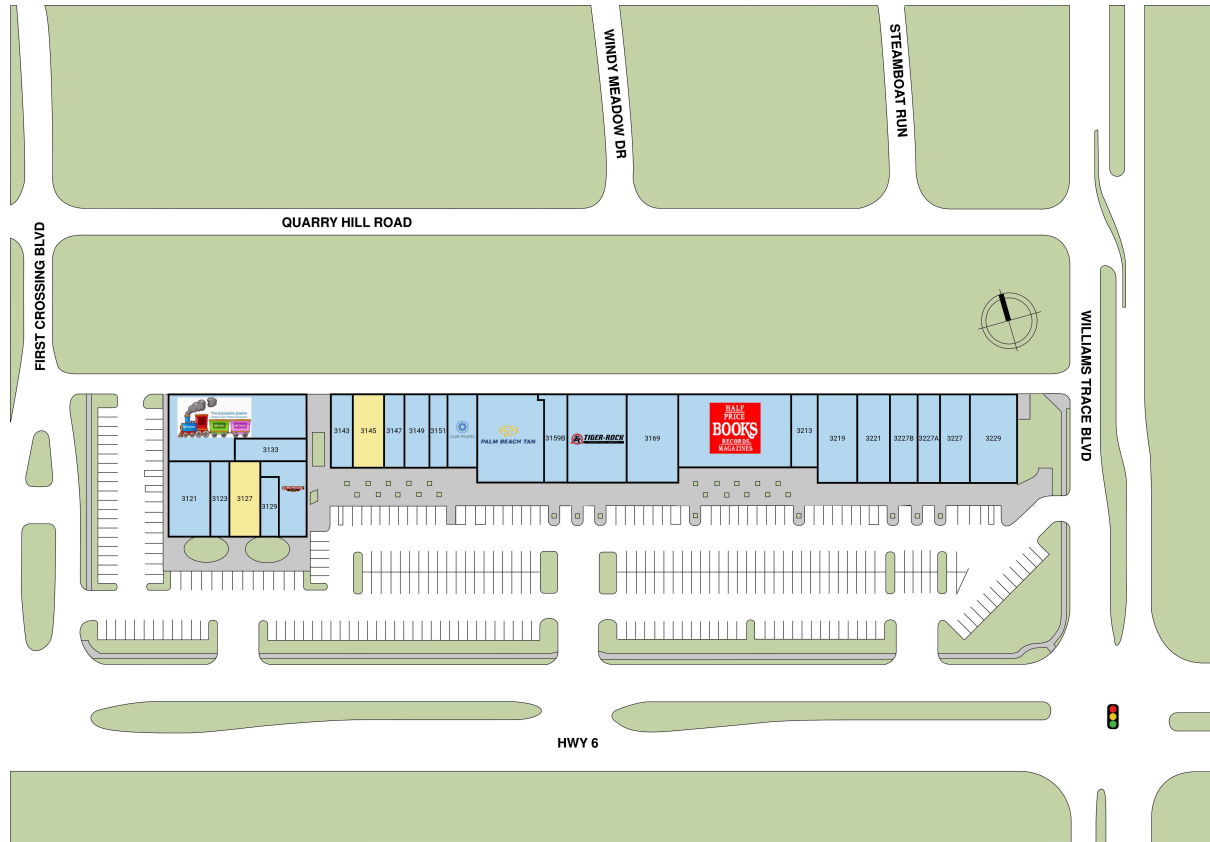 WINDY MEADOW DR
STEAMBOAT RUN
QUARRY HILL ROAD
FIRST CROSSING BLVD
WILLIAMS TRACE BLVD
3133
3121
3123
3127
3129
3143
3145
3147
3149
3151
CLUB PILATES
PALM BEACH TAN
3159B
TIGER-ROCK
3169
HALF
PRICE
BOOKS
RECORDS,
MAGAZINES
3213
3219
3221
3227B
3227A
3227
3229
HWY 6